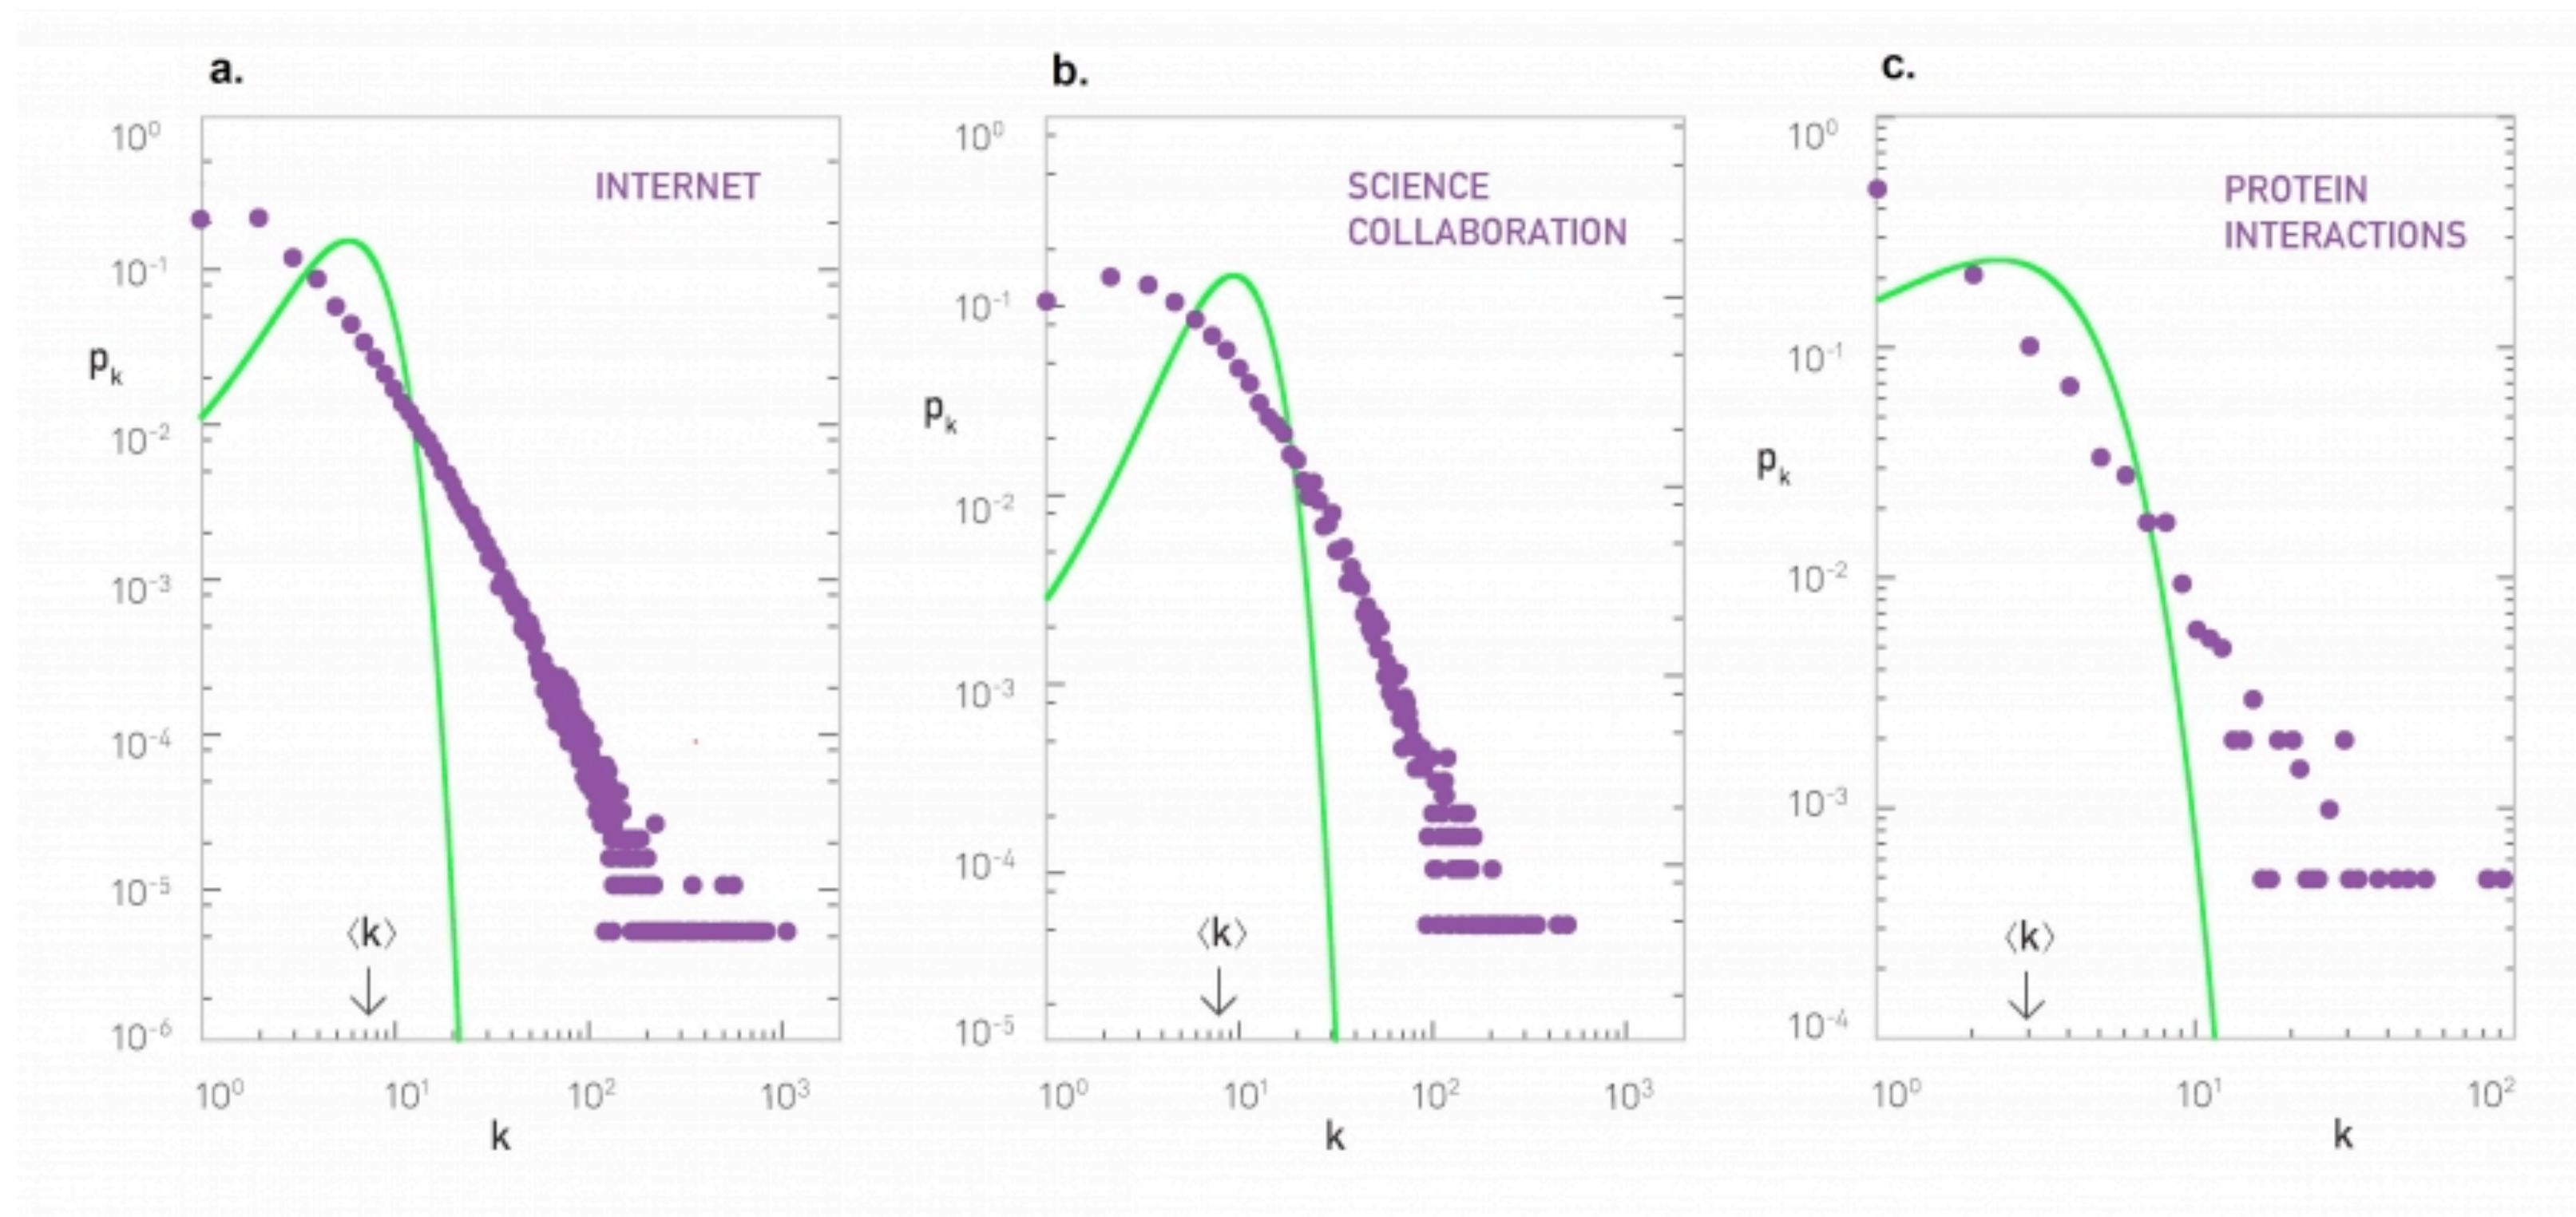 a.
INTERNET
10⁰
10⁻¹
10⁻²
10⁻³
10⁻⁴
10⁻⁵
10⁻⁶
pₖ
⟨k⟩
10⁰ 10¹ 10² 10³
k
b.
SCIENCE
COLLABORATION
10⁰
10⁻¹
10⁻²
10⁻³
10⁻⁴
10⁻⁵
pₖ
⟨k⟩
10⁰ 10¹ 10² 10³
k
c.
PROTEIN
INTERACTIONS
10⁰
10⁻¹
10⁻²
10⁻³
10⁻⁴
pₖ
⟨k⟩
10⁰ 10¹ 10²
k